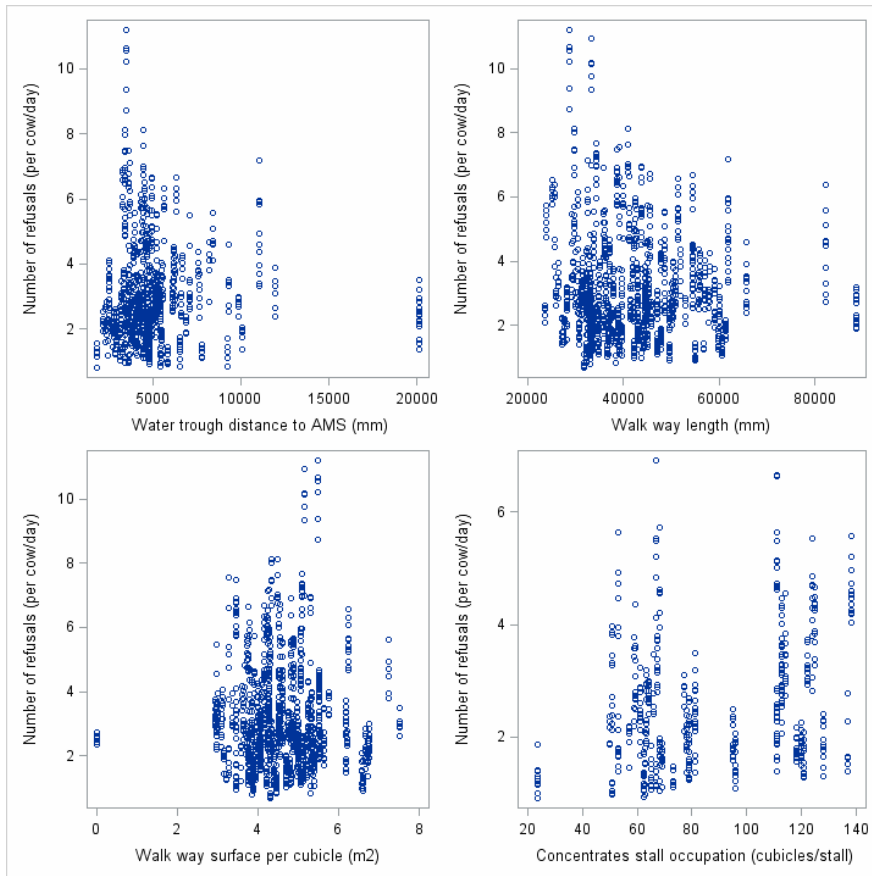 Number of refusals (per cow/day)
10
8
6
4
2
5000 10000 15000 20000
Water trough distance to AMS (mm)
Number of refusals (per cow/day)
10
8
6
4
2
20000 40000 60000 80000
Walk way length (mm)
Number of refusals (per cow/day)
10
8
6
4
2
0 2 4 6 8
Walk way surface per cubicle (m2)
Number of refusals (per cow/day)
6
4
2
20 40 60 80 100 120 140
Concentrates stall occupation (cubicles/stall)